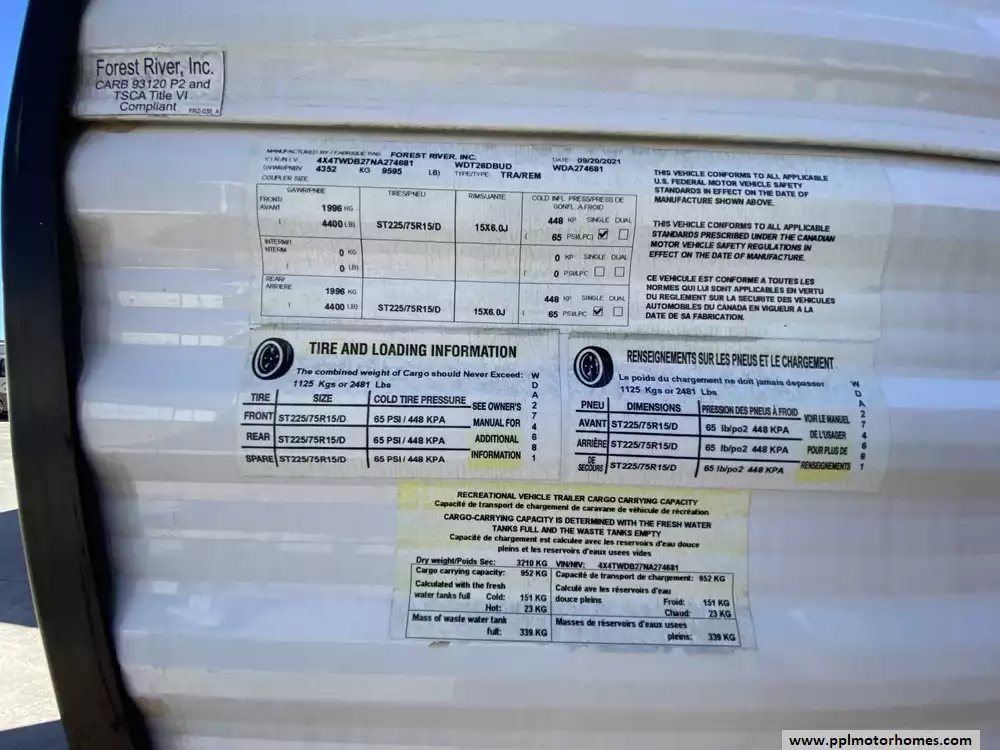 Forest River, Inc.
CARB 93120 P2 and
TSCA Title VI
Compliant
FRZ-038_A
MANUFACTURED BY / FABRIQUE PAR FOREST RIVER, INC. DATE 09/20/2021
V.I.N./N.I.V. 4X4TWDB27NA274681 WDT26DBUD WDA274681
GVWR/PNBV 4352 KG 9595 LB) TYPE/TYPE: TRA/REM
COUPLER SIZE
GAWR/PNBE TIRES/PNEU RIMS/JANTE COLD INFL PRESS/PRESS DE GONFL A FROID
FRONT/ AVANT 1996 KG 448 KP SINGLE DUAL
( 4400 LB) ST225/75R15/D 15X6.0J ( 65 PSI/LPC)
INTERM/ NTERM 0 KG 0 KP SINGLE DUAL
( 0 LB) ( 0 PSI/LPC
REAR/ ARRIERE 1996 KG 448 KP SINGLE DUAL
( 4400 LB) ST225/75R15/D 15X6.0J ( 65 PSI/LPC
THIS VEHICLE CONFORMS TO ALL APPLICABLE
U.S. FEDERAL MOTOR VEHICLE SAFETY
STANDARDS IN EFFECT ON THE DATE OF
MANUFACTURE SHOWN ABOVE.
THIS VEHICLE CONFORMS TO ALL APPLICABLE
STANDARDS PRESCRIBED UNDER THE CANADIAN
MOTOR VEHICLE SAFETY REGULATIONS IN
EFFECT ON THE DATE OF MANUFACTURE.
CE VEHICULE EST CONFORME A TOUTES LES
NORMES QUI LUI SONT APPLICABLES EN VERTU
DU REGLEMENT SUR LA SECURITE DES VEHICULES
AUTOMOBILES DU CANADA EN VIGUEUR A LA
DATE DE SA FABRICATION.
TIRE AND LOADING INFORMATION
The combined weight of Cargo should Never Exceed:
1125 Kgs or 2481 Lbs
TIRE SIZE COLD TIRE PRESSURE
FRONT ST225/75R15/D 65 PSI / 448 KPA
REAR ST225/75R15/D 65 PSI / 448 KPA
SPARE ST225/75R15/D 65 PSI / 448 KPA
SEE OWNER'S
MANUAL FOR
ADDITIONAL
INFORMATION
WDA274681
RENSEIGNEMENTS SUR LES PNEUS ET LE CHARGEMENT
Le poids du chargement ne doit jamais depasser
1125 Kgs or 2481 Lbs
PNEU DIMENSIONS PRESSION DES PNEUS À FROID
AVANT ST225/75R15/D 65 lb/po2 448 KPA
ARRIÈRE ST225/75R15/D 65 lb/po2 448 KPA
DE SECOURS ST225/75R15/D 65 lb/po2 448 KPA
VOIR LE MANUEL
DE L'USAGER
POUR PLUS DE
RENSEIGNEMENTS
WDA274681
RECREATIONAL VEHICLE TRAILER CARGO CARRYING CAPACITY
Capacité de transport de chargement de caravane de véhicule de récréation
CARGO-CARRYING CAPACITY IS DETERMINED WITH THE FRESH WATER
TANKS FULL AND THE WASTE TANKS EMPTY
Capacité de chargement est calculee avec les reservoirs d'eau douce
pleins et les reservoirs d'eaux usees vides
Dry weight/Poids Sec: 3210 KG VIN/NIV: 4X4TWDB27NA274681
Cargo carrying capacity: 952 KG Capacité de transport de chargement: 952 KG
Calculated with the fresh Calculé ave les réservoirs d'eau
water tanks full Cold: 151 KG douce pleins Froid: 151 KG
Hot: 23 KG Chaud: 23 KG
Mass of waste water tank Masses de réservoirs d'eaux usees
full: 339 KG pleins: 339 KG
www.pplmotorhomes.com